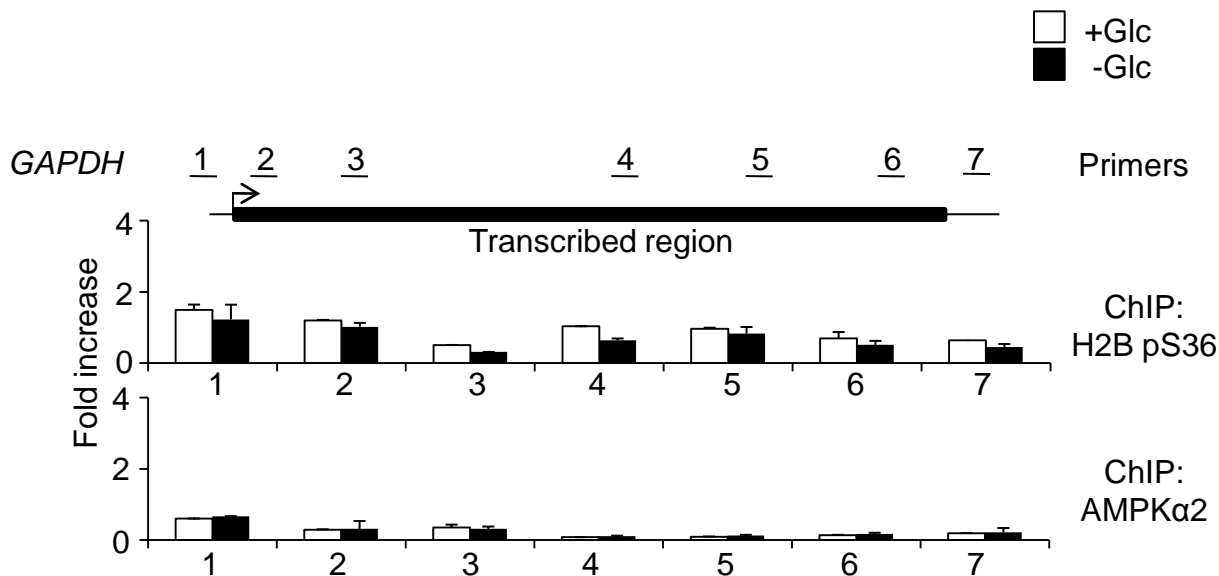 +Glc
-Glc
GAPDH 1 2 3 4 5 6 7 Primers
Transcribed region
Fold increase
4
2
0
1 2 3 4 5 6 7
ChIP:
H2B pS36
4
2
0
1 2 3 4 5 6 7
ChIP:
AMPKα2